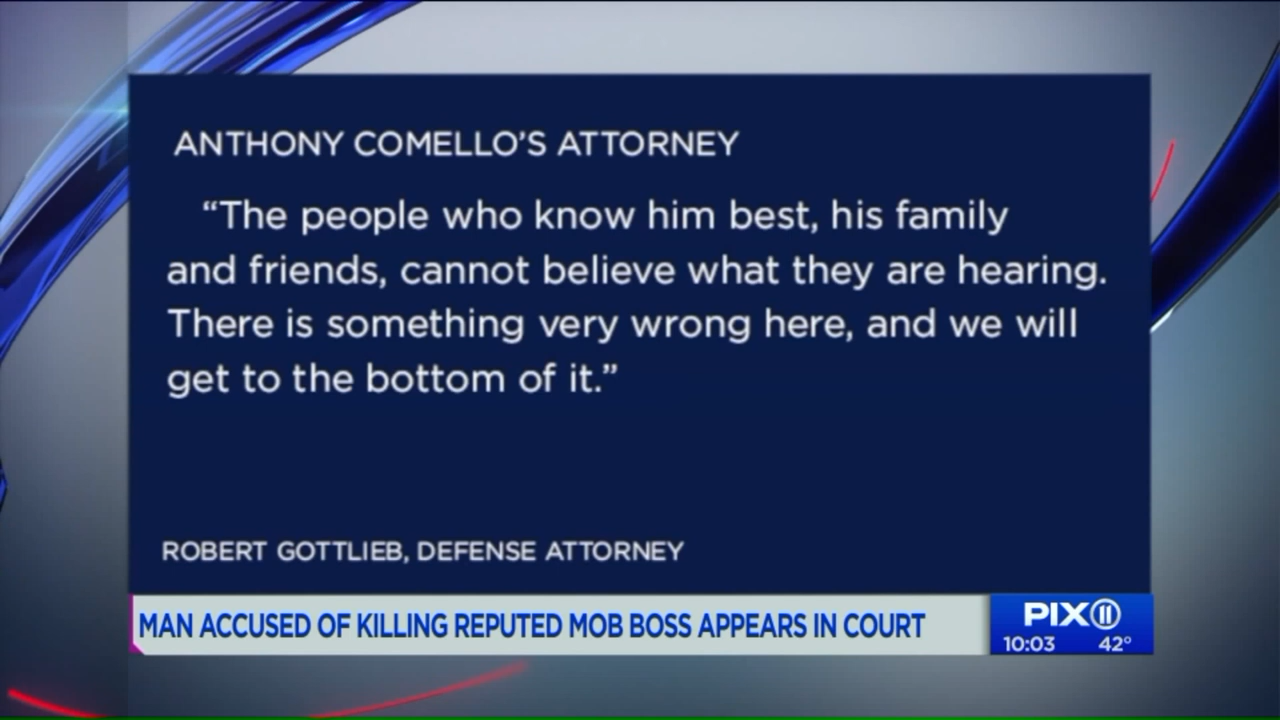 ANTHONY COMELLO’S ATTORNEY
“The people who know him best, his family
and friends, cannot believe what they are hearing.
There is something very wrong here, and we will
get to the bottom of it.”
ROBERT GOTTLIEB, DEFENSE ATTORNEY
MAN ACCUSED OF KILLING REPUTED MOB BOSS APPEARS IN COURT
PIX 11
10:03 42°